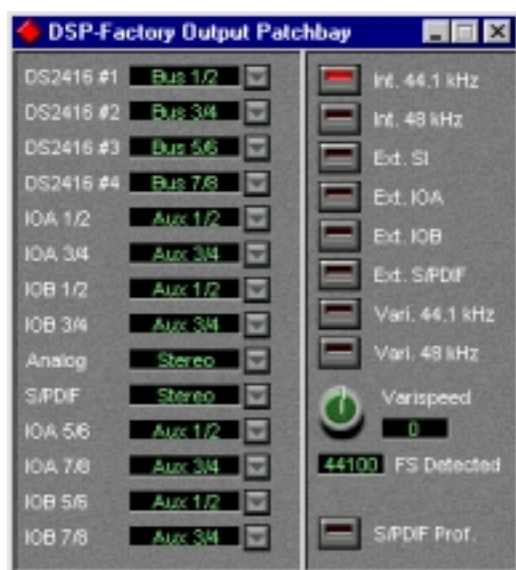 DSP-Factory Output Patchbay
DS2416 #1 Bus 1/2
DS2416 #2 Bus 3/4
DS2416 #3 Bus 5/6
DS2416 #4 Bus 7/8
IOA 1/2 Aux 1/2
IOA 3/4 Aux 3/4
IOB 1/2 Aux 1/2
IOB 3/4 Aux 3/4
Analog Stereo
S/PDIF Stereo
IOA 5/6 Aux 1/2
IOA 7/8 Aux 3/4
IOB 5/6 Aux 1/2
IOB 7/8 Aux 3/4
Int. 44.1 kHz
Int. 48 kHz
Ext. SI
Ext. IOA
Ext. IOB
Ext. S/PDIF
Vari. 44.1 kHz
Vari. 48 kHz
Varispeed
0
44100 FS Detected
S/PDIF Prof.